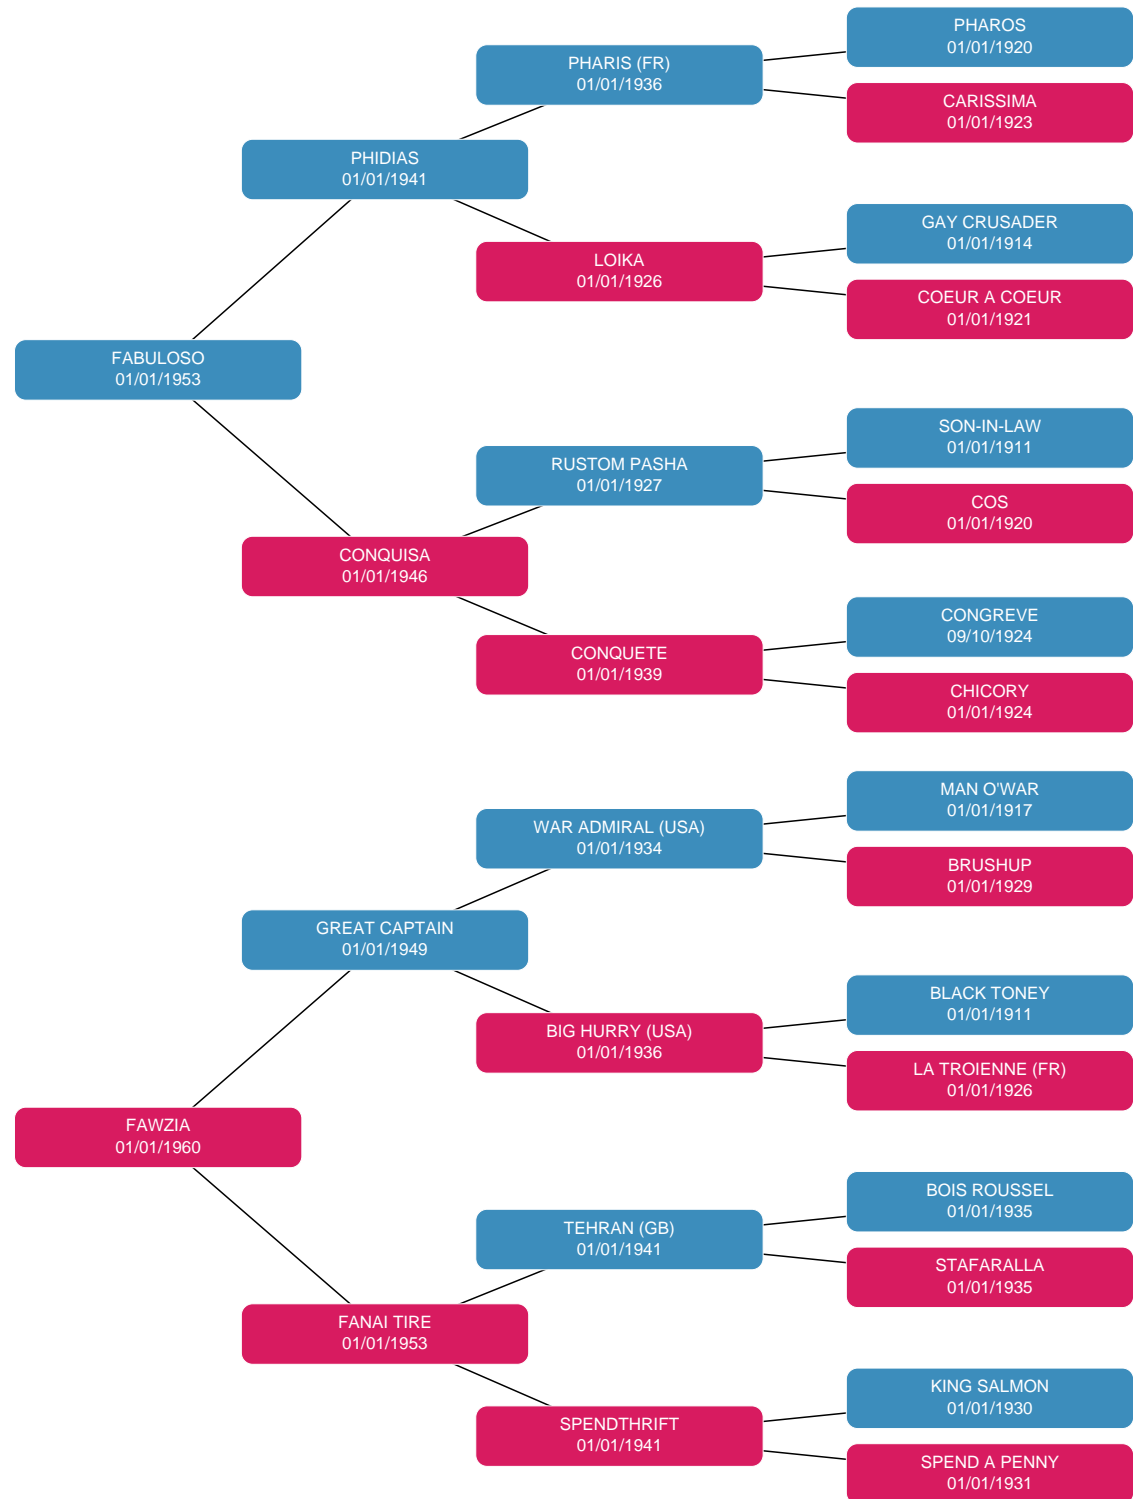 PHAROS
01/01/1920
PHARIS (FR)
01/01/1936
CARISSIMA
01/01/1923
PHIDIAS
01/01/1941
GAY CRUSADER
01/01/1914
LOIKA
01/01/1926
COEUR A COEUR
01/01/1921
FABULOSO
01/01/1953
SON-IN-LAW
01/01/1911
RUSTOM PASHA
01/01/1927
COS
01/01/1920
CONQUISA
01/01/1946
CONGREVE
09/10/1924
CONQUETE
01/01/1939
CHICORY
01/01/1924
MAN O'WAR
01/01/1917
WAR ADMIRAL (USA)
01/01/1934
BRUSHUP
01/01/1929
GREAT CAPTAIN
01/01/1949
BLACK TONEY
01/01/1911
BIG HURRY (USA)
01/01/1936
LA TROIENNE (FR)
01/01/1926
FAWZIA
01/01/1960
BOIS ROUSSEL
01/01/1935
TEHRAN (GB)
01/01/1941
STAFARALLA
01/01/1935
FANAI TIRE
01/01/1953
KING SALMON
01/01/1930
SPENDTHRIFT
01/01/1941
SPEND A PENNY
01/01/1931